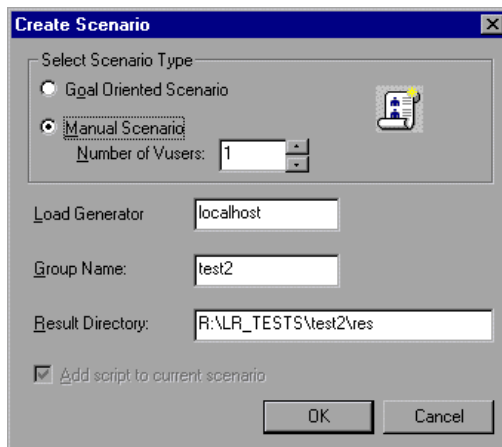 Create Scenario
Select Scenario Type
Goal Oriented Scenario
Manual Scenario
Number of Vusers: 1
Load Generator localhost
Group Name: test2
Result Directory: R:\LR_TESTS\test2\res
Add script to current scenario
OK Cancel